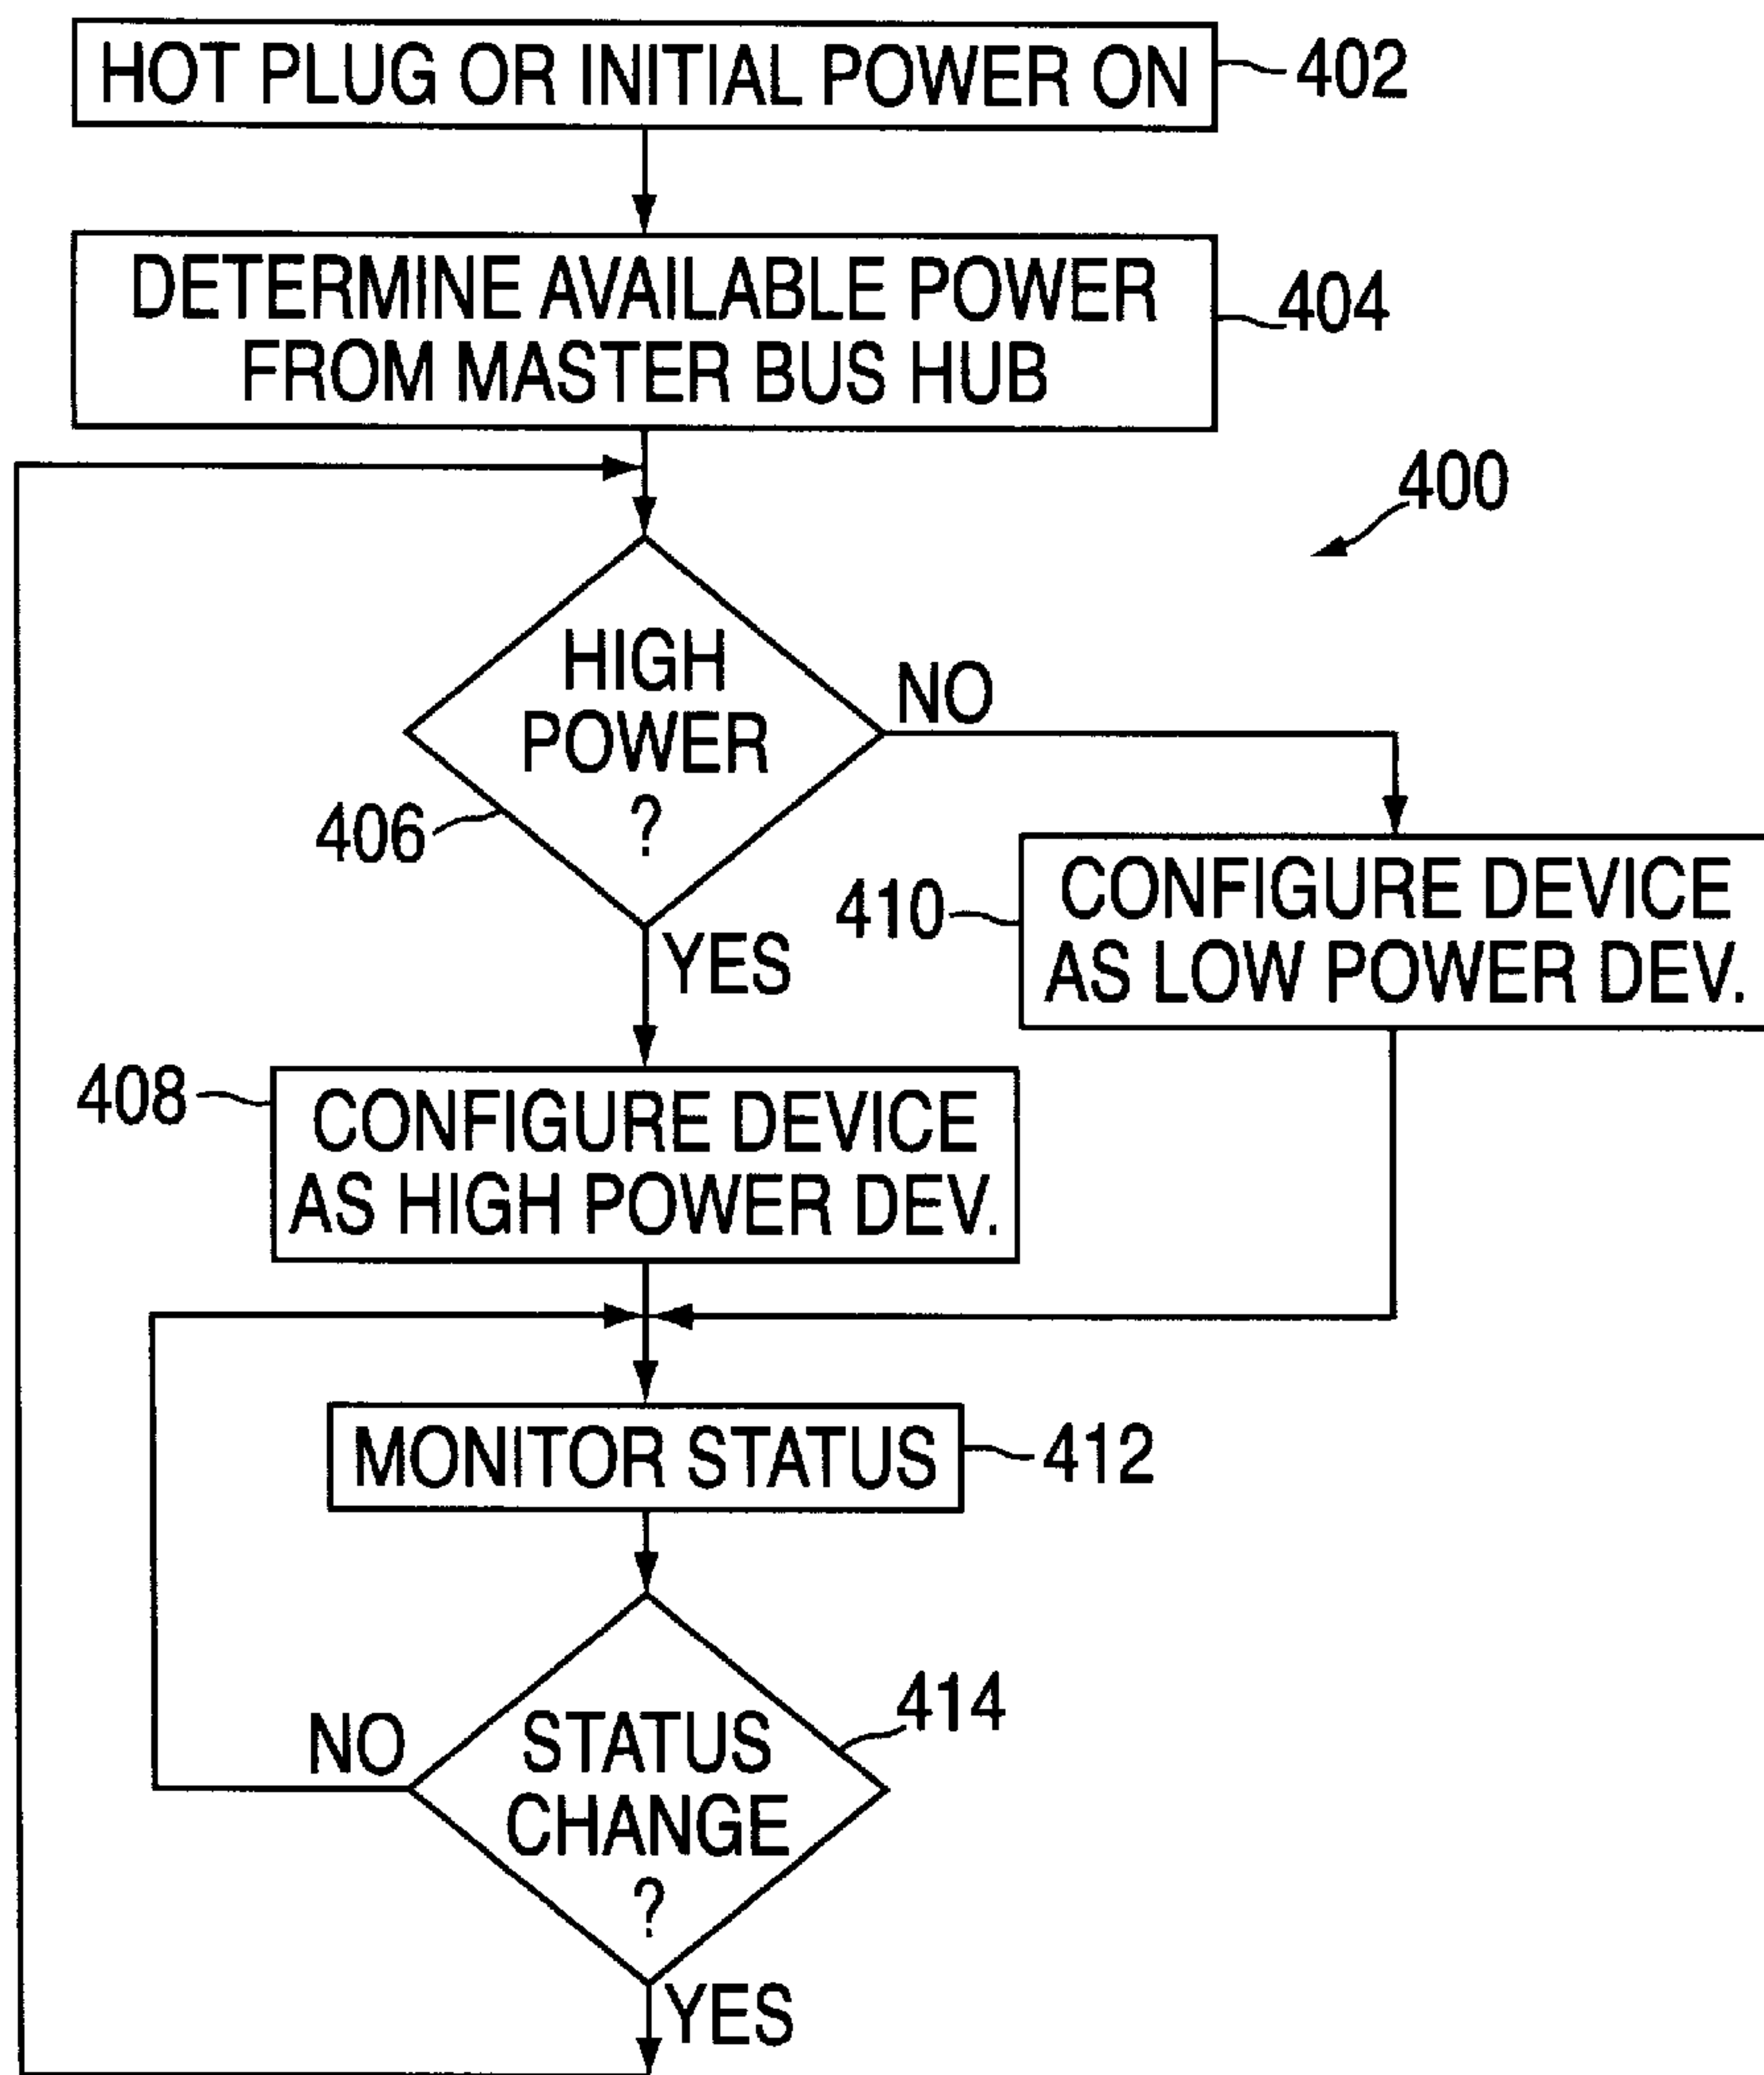 HOT PLUG OR INITIAL POWER ON
402
DETERMINE AVAILABLE POWER
FROM MASTER BUS HUB
404
400
HIGH
POWER
?
406
NO
YES
410
CONFIGURE DEVICE
AS LOW POWER DEV.
408
CONFIGURE DEVICE
AS HIGH POWER DEV.
MONITOR STATUS
412
414
NO
STATUS
CHANGE
?
YES